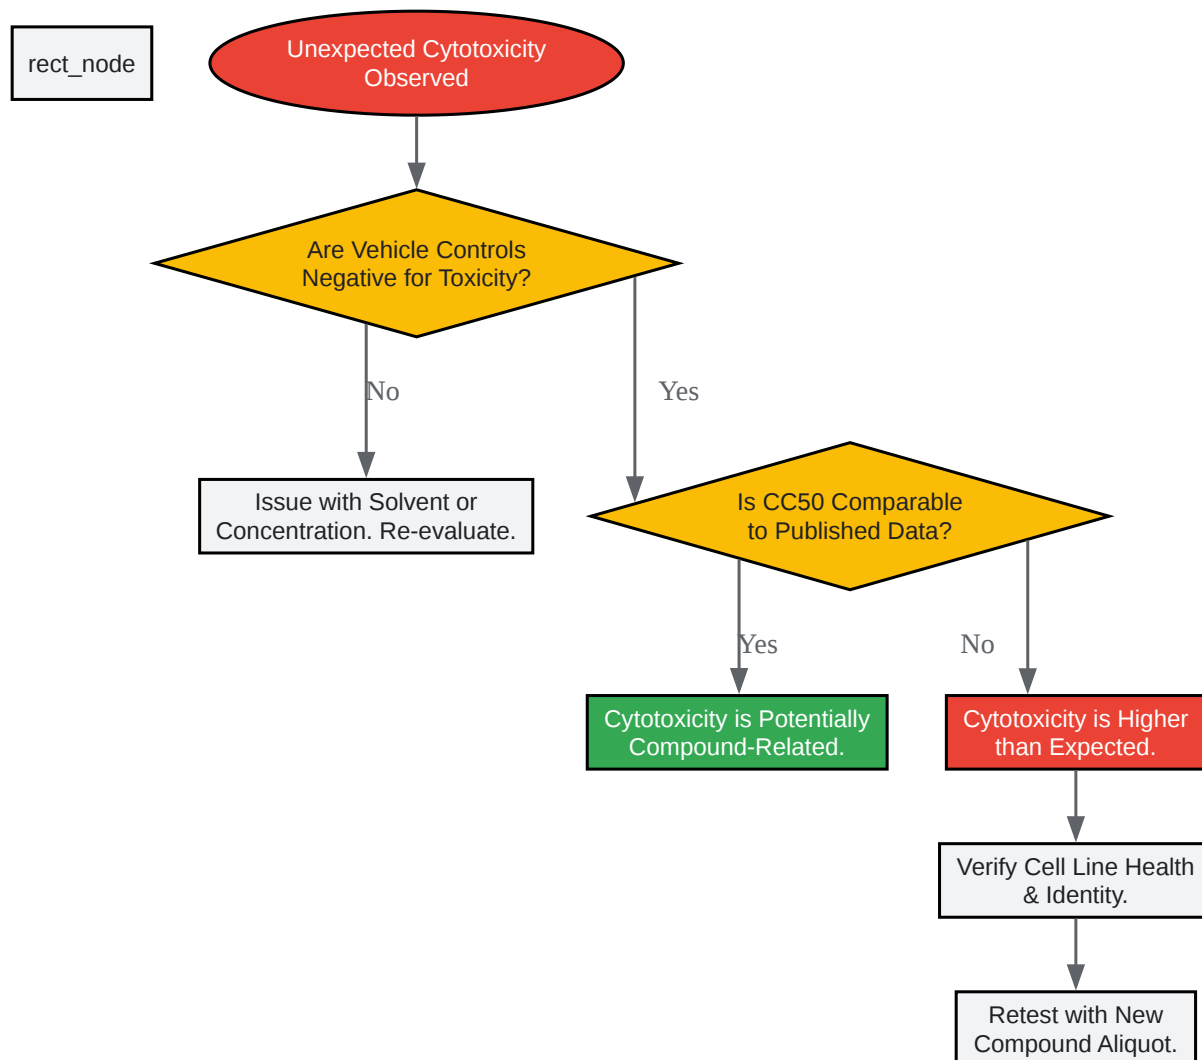 rect_node
Unexpected Cytotoxicity
Observed
Are Vehicle Controls
Negative for Toxicity?
No
Yes
Issue with Solvent or
Concentration. Re-evaluate.
Is CC50 Comparable
to Published Data?
Yes
No
Cytotoxicity is Potentially
Compound-Related.
Cytotoxicity is Higher
than Expected.
Verify Cell Line Health
& Identity.
Retest with New
Compound Aliquot.